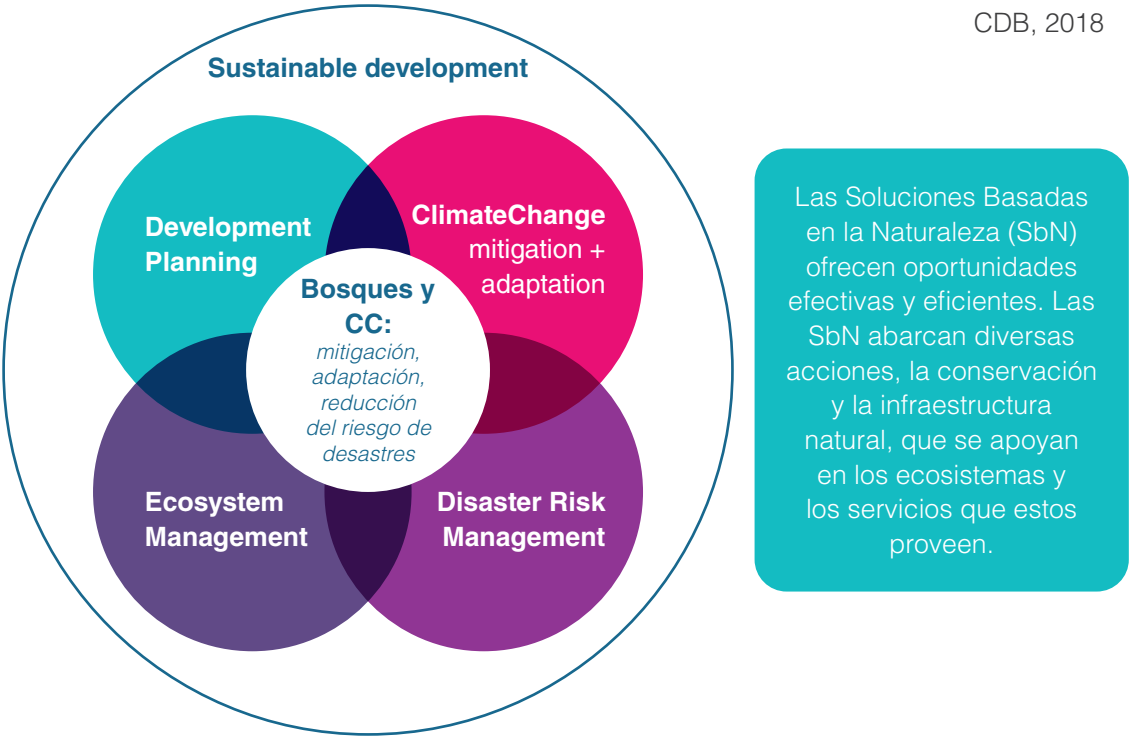 CDB, 2018
Sustainable development
Development
Planning
ClimateChange
mitigation +
adaptation
Bosques y
CC:
mitigación,
adaptación,
reducción
del riesgo de
desastres
Ecosystem
Management
Disaster Risk
Management
Las Soluciones Basadas
en la Naturaleza (SbN)
ofrecen oportunidades
efectivas y eficientes. Las
SbN abarcan diversas
acciones, la conservación
y la infraestructura
natural, que se apoyan
en los ecosistemas y
los servicios que estos
proveen.